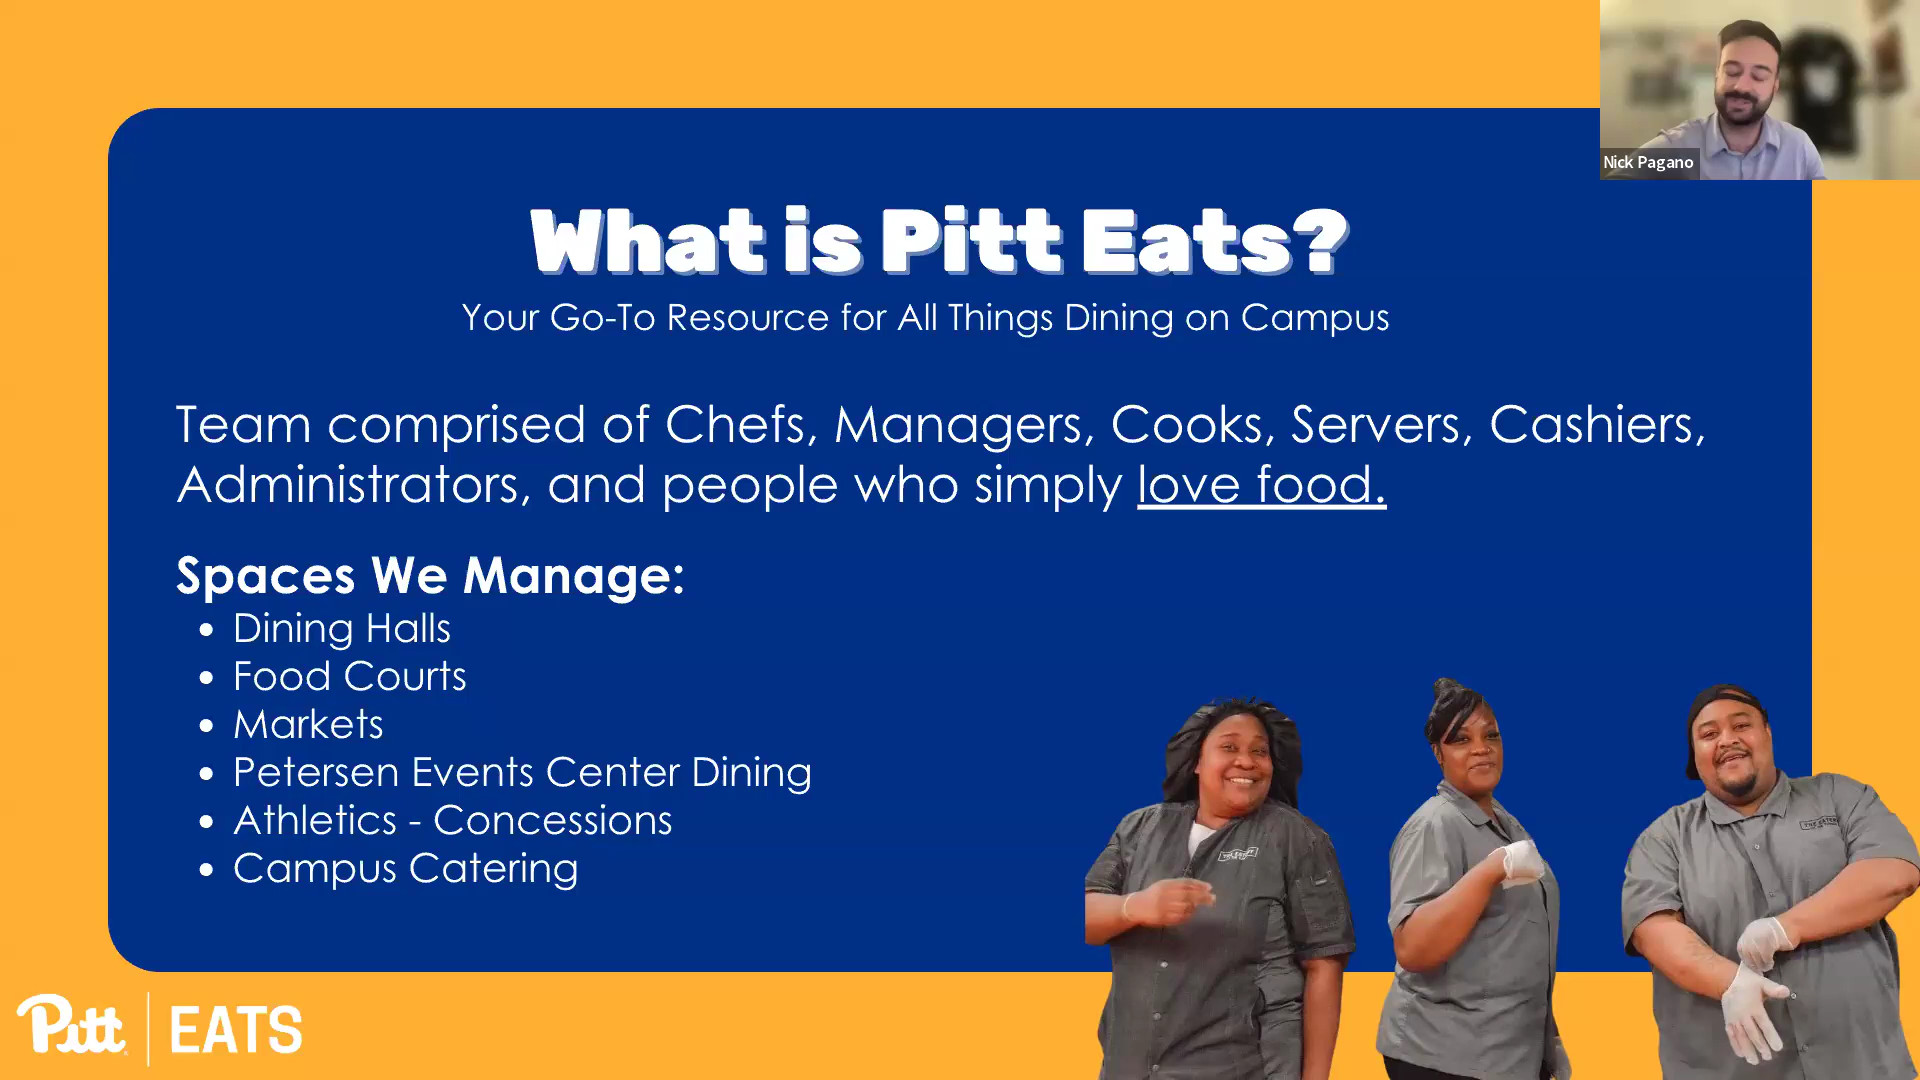 Nick Pagano
What is Pitt Eats?
Your Go-To Resource for All Things Dining on Campus
Team comprised of Chefs, Managers, Cooks, Servers, Cashiers,
Administrators, and people who simply love food.
Spaces We Manage:
• Dining Halls
• Food Courts
• Markets
• Petersen Events Center Dining
• Athletics - Concessions
• Campus Catering
Pitt | EATS